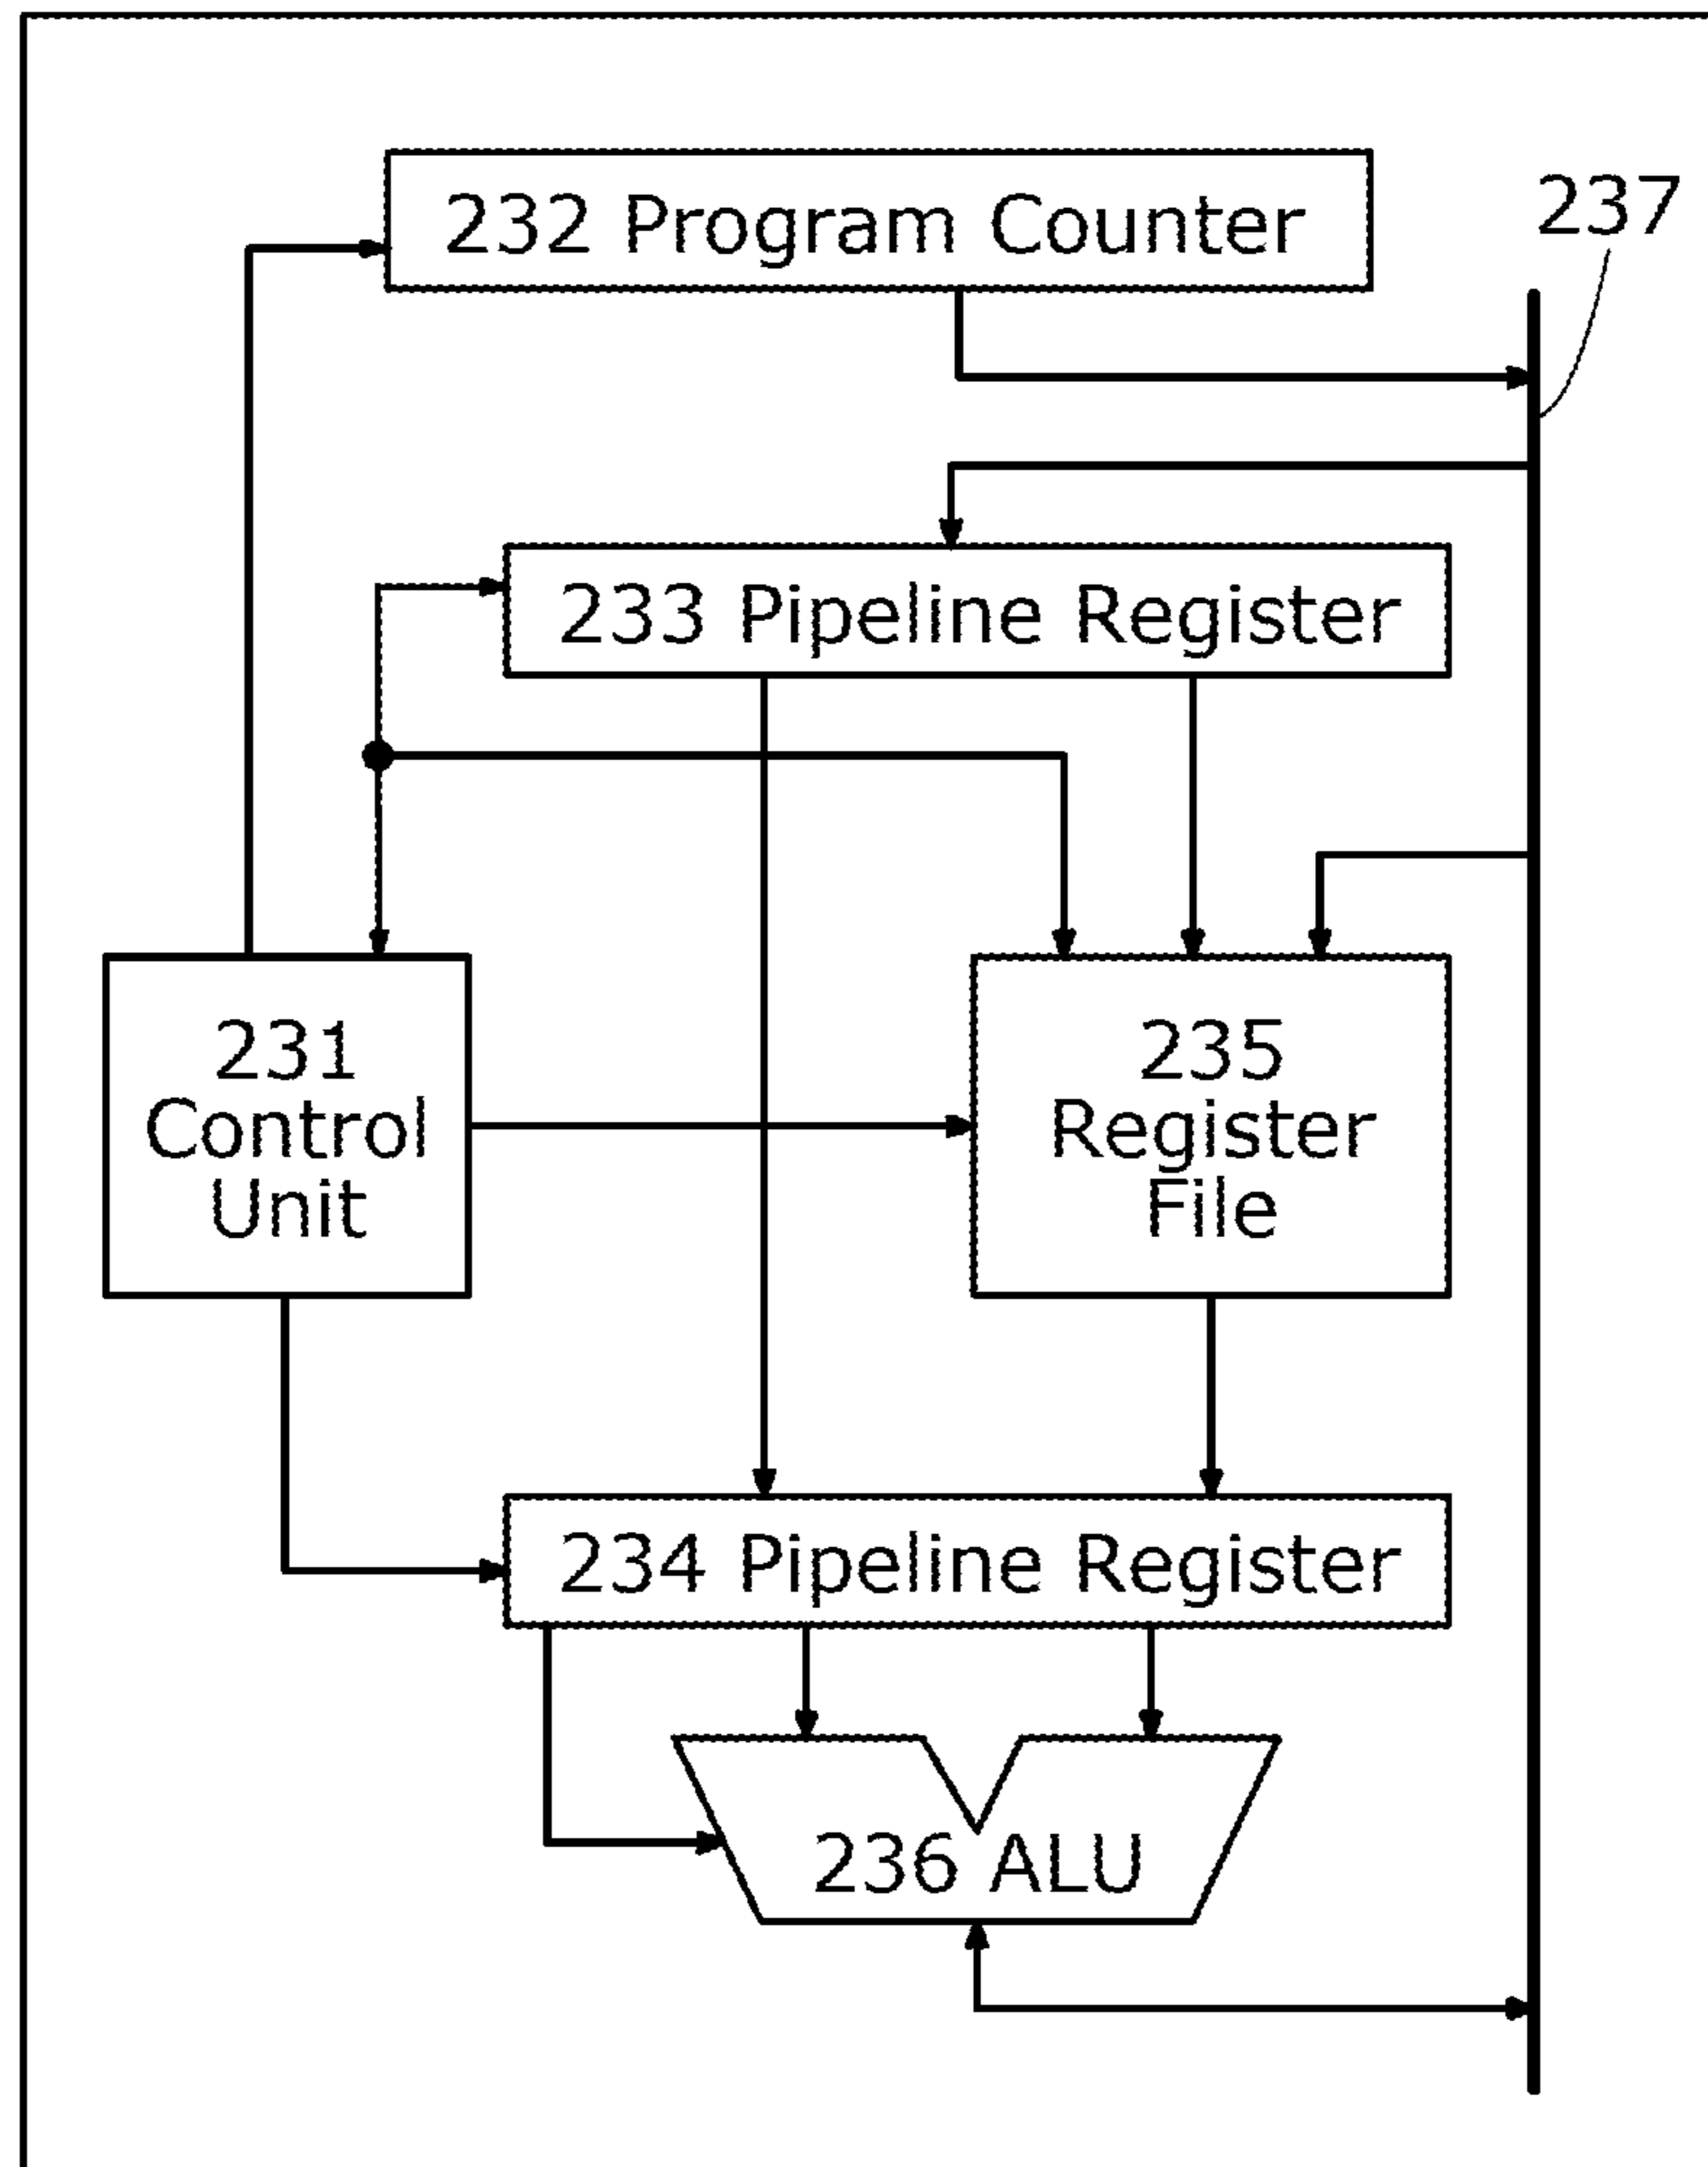 232 Program Counter
237
233 Pipeline Register
231
Control
Unit
235
Register
File
234 Pipeline Register
236 ALU